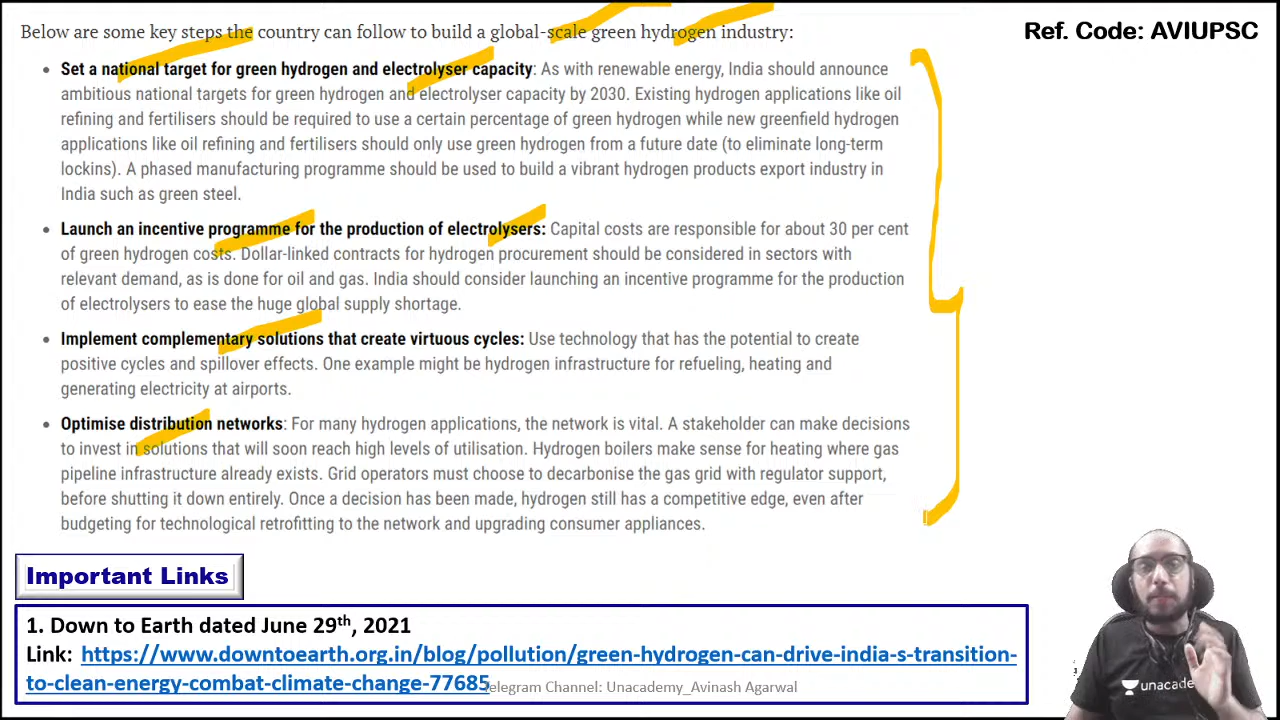 Below are some key steps the country can follow to build a global-scale green hydrogen industry:
Ref. Code: AVIUPSC
• Set a national target for green hydrogen and electrolyser capacity: As with renewable energy, India should announce
ambitious national targets for green hydrogen and electrolyser capacity by 2030. Existing hydrogen applications like oil
refining and fertilisers should be required to use a certain percentage of green hydrogen while new greenfield hydrogen
applications like oil refining and fertilisers should only use green hydrogen from a future date (to eliminate long-term
lockins). A phased manufacturing programme should be used to build a vibrant hydrogen products export industry in
India such as green steel.
• Launch an incentive programme for the production of electrolysers: Capital costs are responsible for about 30 per cent
of green hydrogen costs. Dollar-linked contracts for hydrogen procurement should be considered in sectors with
relevant demand, as is done for oil and gas. India should consider launching an incentive programme for the production
of electrolysers to ease the huge global supply shortage.
• Implement complementary solutions that create virtuous cycles: Use technology that has the potential to create
positive cycles and spillover effects. One example might be hydrogen infrastructure for refueling, heating and
generating electricity at airports.
• Optimise distribution networks: For many hydrogen applications, the network is vital. A stakeholder can make decisions
to invest in solutions that will soon reach high levels of utilisation. Hydrogen boilers make sense for heating where gas
pipeline infrastructure already exists. Grid operators must choose to decarbonise the gas grid with regulator support,
before shutting it down entirely. Once a decision has been made, hydrogen still has a competitive edge, even after
budgeting for technological retrofitting to the network and upgrading consumer appliances.
Important Links
1. Down to Earth dated June 29th, 2021
Link: https://www.downtoearth.org.in/blog/pollution/green-hydrogen-can-drive-india-s-transition-
to-clean-energy-combat-climate-change-77685
Telegram Channel: Unacademy_Avinash Agarwal
unacade